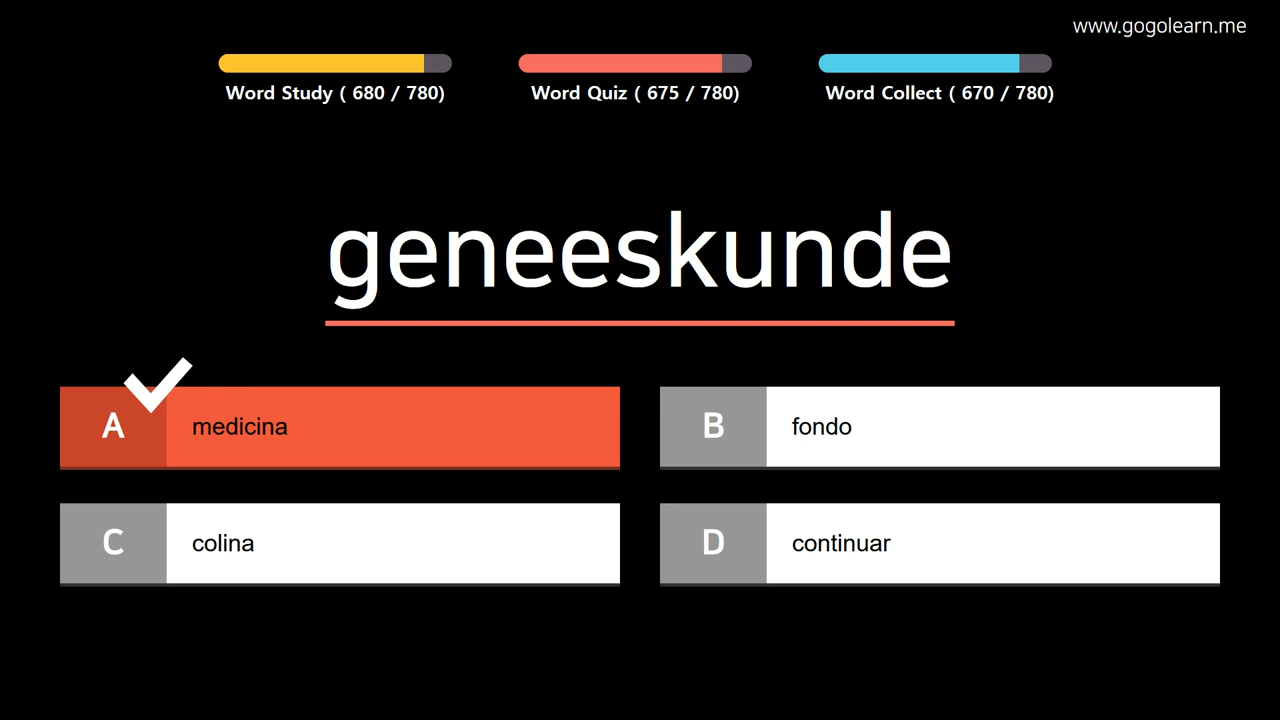 www.gogolearn.me
Word Study ( 680 / 780)
Word Quiz ( 675 / 780)
Word Collect ( 670 / 780)
geneeskunde
A medicina
B fondo
C colina
D continuar